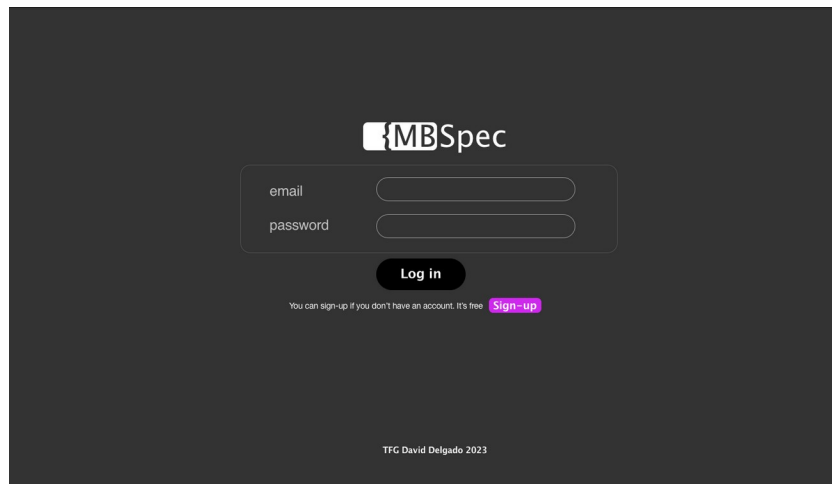 {MBSpec
email
password
Log in
You can sign-up if you don't have an account. It's free Sign-up
TFG David Delgado 2023